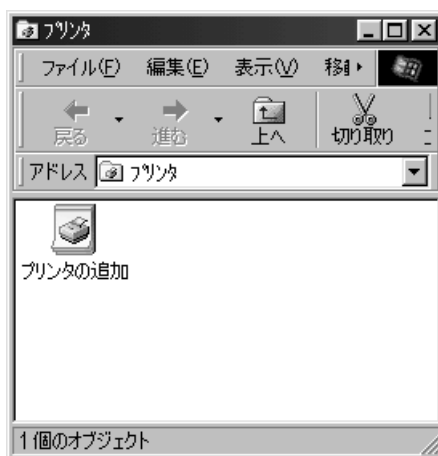 プリンタ
ファイル(F) 編集(E) 表示(V)
戻る 進む 上へ 切り取り
アドレス プリンタ
プリンタの追加
1 個のオブジェクト